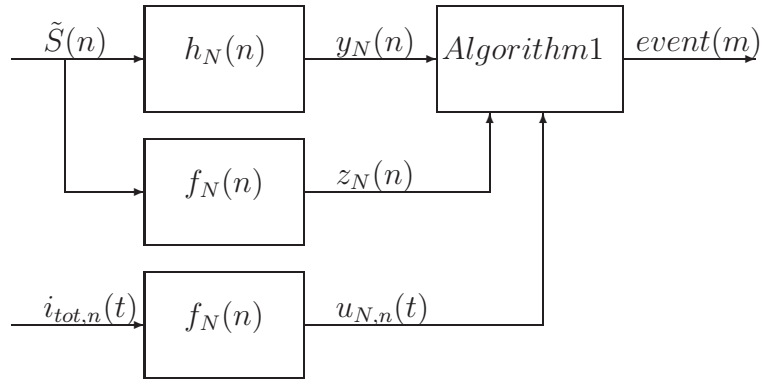 S̃(n) h_N(n) y_N(n) Algorithm1 event(m)
f_N(n) z_N(n)
i_{tot,n}(t) f_N(n) u_{N,n}(t)